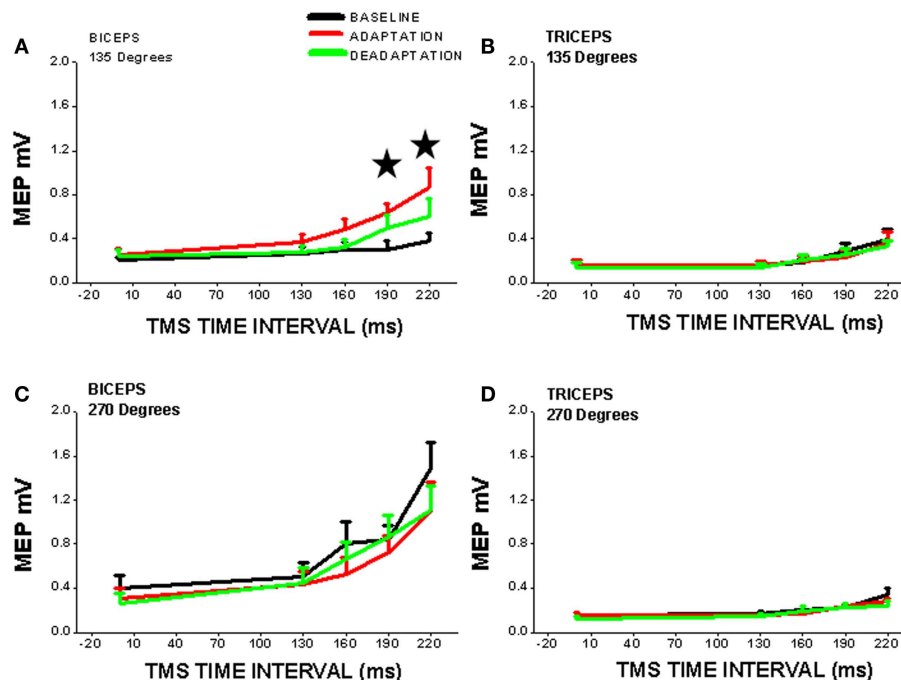 BASELINE
ADAPTATION
DEADAPTATION
A
BICEPS
135 Degrees
2.0
1.6
1.2
0.8
0.4
0.0
MEP mV
-20 10 40 70 100 130 160 190 220
TMS TIME INTERVAL (ms)
B
TRICEPS
135 Degrees
2.0
1.6
1.2
0.8
0.4
0.0
MEP mV
-20 10 40 70 100 130 160 190 220
TMS TIME INTERVAL (ms)
C
BICEPS
270 Degrees
2.0
1.6
1.2
0.8
0.4
0.0
MEP mV
-20 10 40 70 100 130 160 190 220
TMS TIME INTERVAL (ms)
D
TRICEPS
270 Degrees
2.0
1.6
1.2
0.8
0.4
0.0
MEP mV
-20 10 40 70 100 130 160 190 220
TMS TIME INTERVAL (ms)